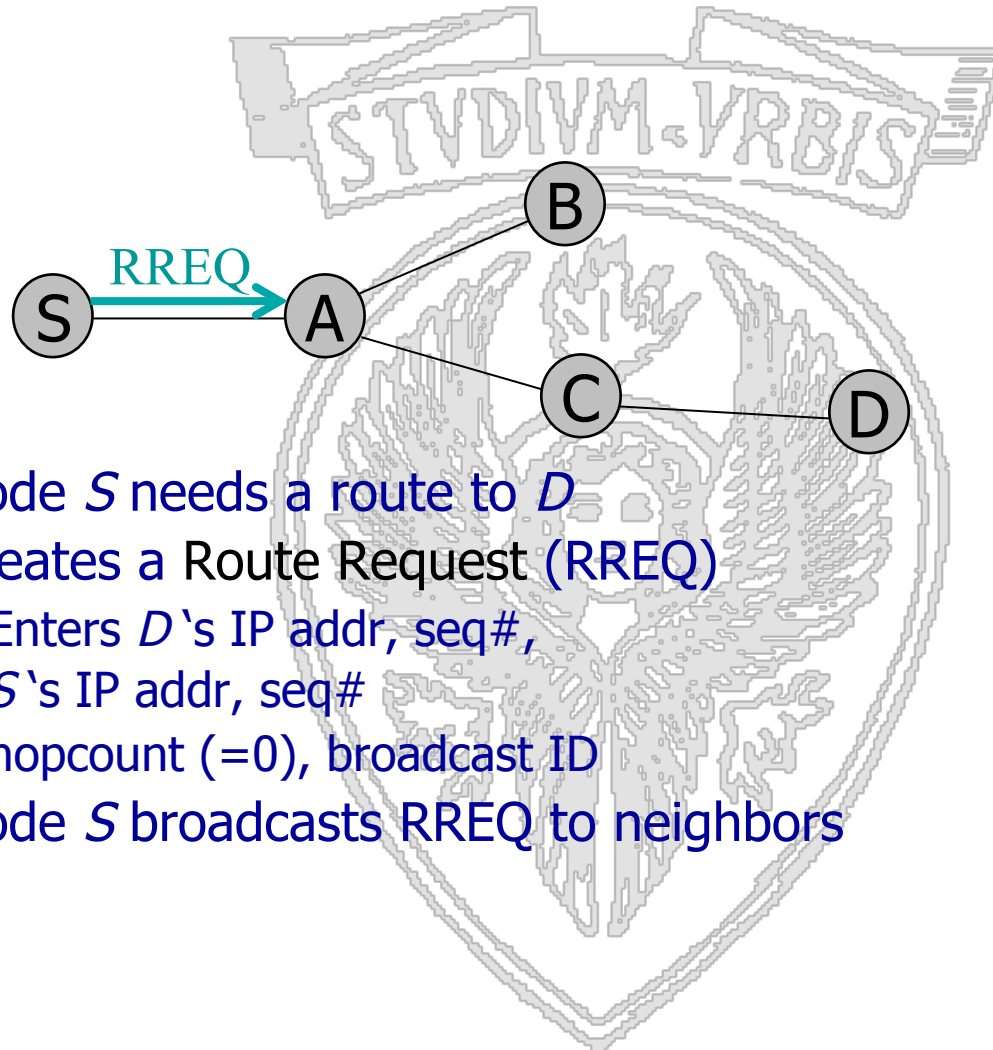 STVDIVM VRBIS
B
RREQ
S
A
C
D
ode S needs a route to D
eates a Route Request (RREQ)
Enters D`s IP addr, seq#,
S`s IP addr, seq#
hopcount (=0), broadcast ID
ode S broadcasts RREQ to neighbors